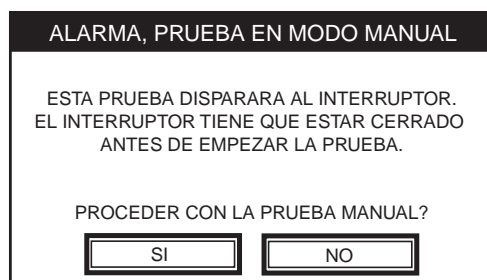 ALARMA, PRUEBA EN MODO MANUAL
ESTA PRUEBA DISPARARA AL INTERRUPTOR.
EL INTERRUPTOR TIENE QUE ESTAR CERRADO
ANTES DE EMPEZAR LA PRUEBA.
PROCEDER CON LA PRUEBA MANUAL?
SI NO